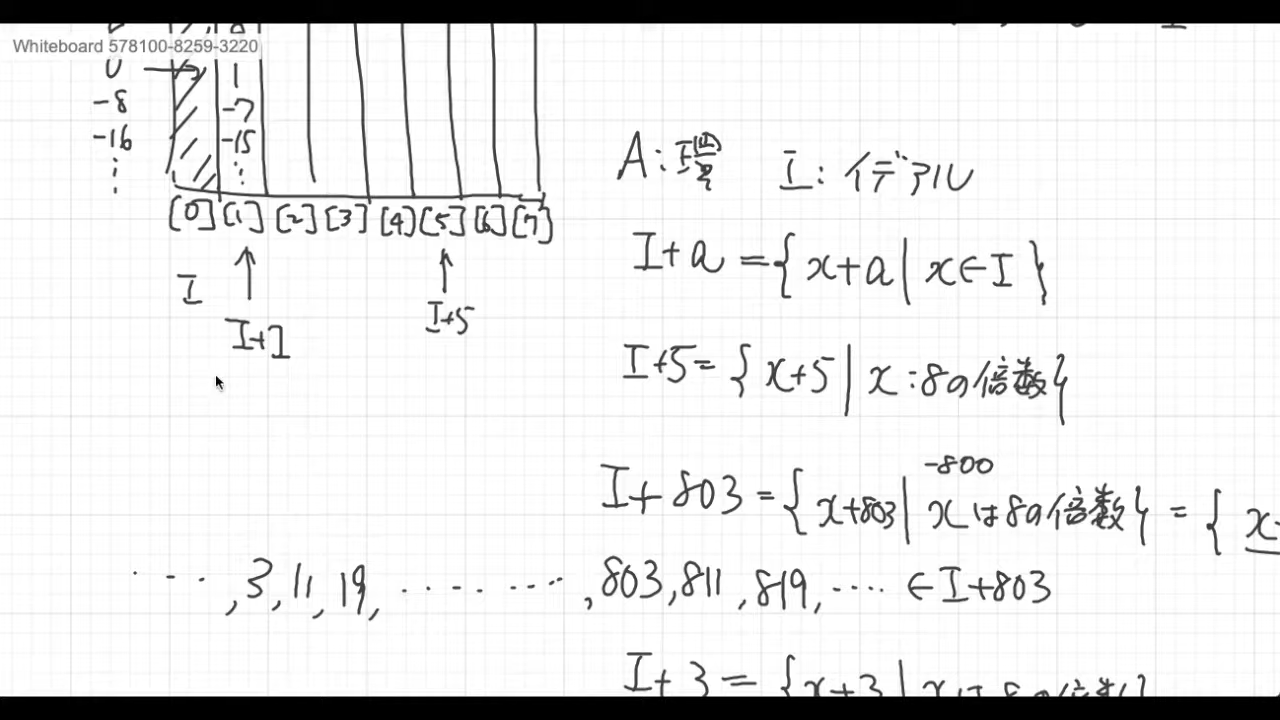 Whiteboard 578100-8259-3220
0 → 1
-8 -7
-16 -15
⋮ ⋮
[0] [1] [2] [3] [4] [5] [6] [7]
I
I+1
I+5
A:環 I:イデアル
I+a={x+a|x∈I}
I+5={x+5|x:8の倍数}
-800
I+803={x+803|xは8の倍数}={x
....,3,11,19,........,803,811,819,....∈I+803
I+3={x+3|xは8の倍数}